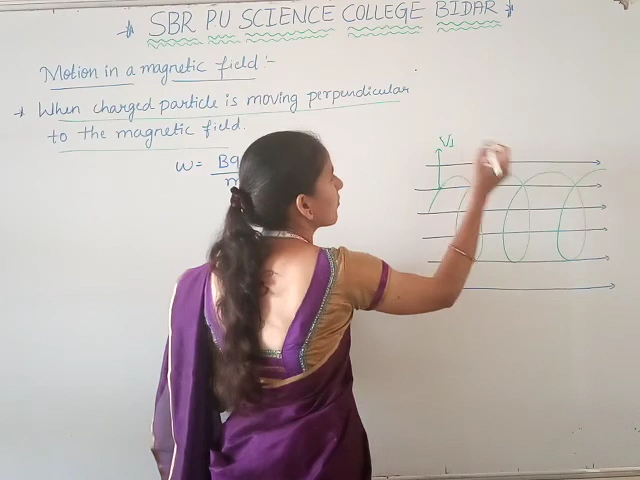 * SBR PU SCIENCE COLLEGE BIDAR *
Motion in a magnetic field :-
* When charged particle is moving perpendicular
to the magnetic field.
ω = Bq
m
V⊥